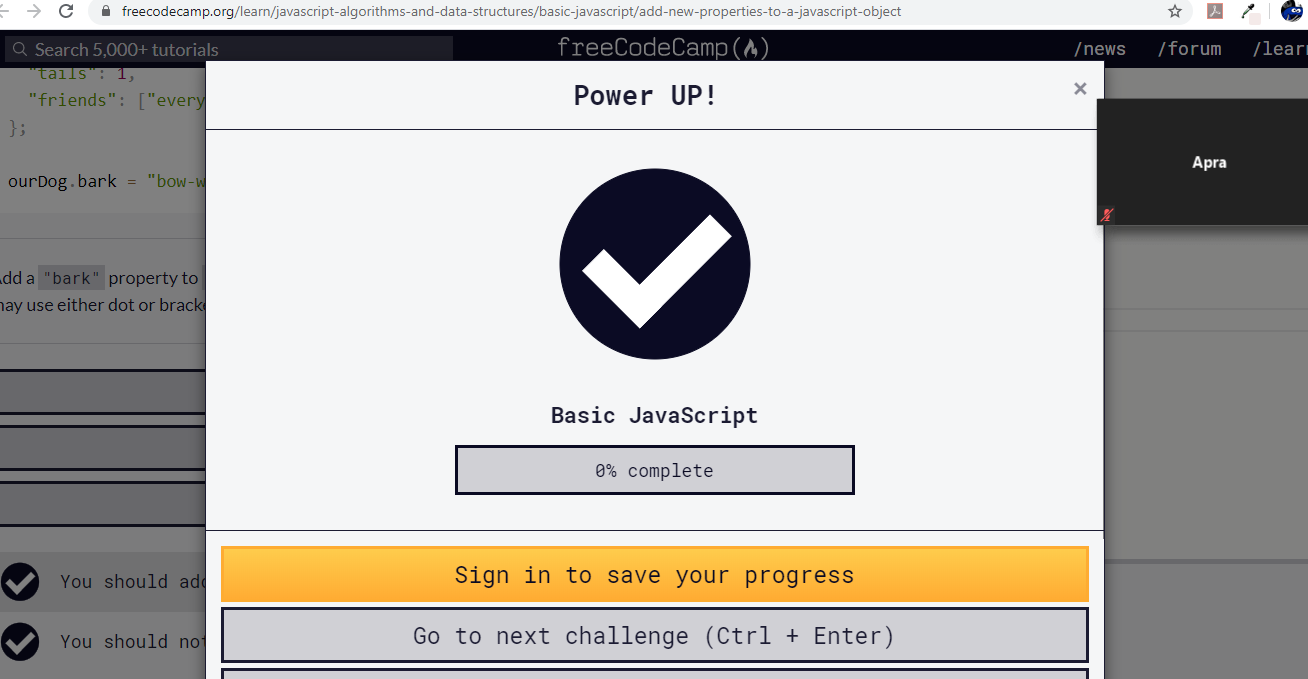 freecodecamp.org/learn/javascript-algorithms-and-data-structures/basic-javascript/add-new-properties-to-a-javascript-object
Search 5,000+ tutorials
freeCodeCamp(🔥)
/news
/forum
/lear
"tails": 1,
"friends": ["every
};
ourDog.bark = "bow-w
Power UP!
×
Apra
dd a "bark" property to
may use either dot or bracke
Basic JavaScript
0% complete
Sign in to save your progress
You should add
Go to next challenge (Ctrl + Enter)
You should not